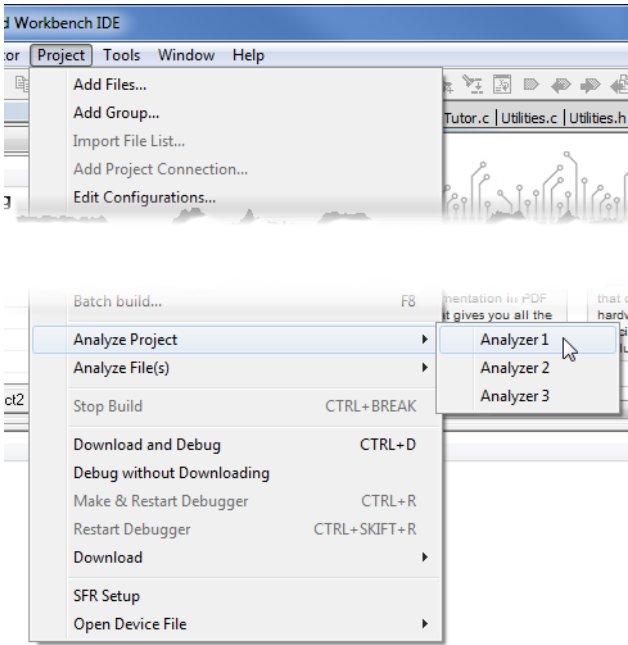 d Workbench IDE
or Project Tools Window Help
Add Files...
Add Group...
Import File List...
Add Project Connection...
Edit Configurations...
Tutor.c | Utilities.c | Utilities.h
g
Batch build... F8
mentation in PDF
that
t gives you all the
hardw
Analyze Project
Analyze File(s)
Analyzer 1
Analyzer 2
Analyzer 3
ct2
Stop Build CTRL+BREAK
Download and Debug CTRL+D
Debug without Downloading
Make & Restart Debugger CTRL+R
Restart Debugger CTRL+SKIFT+R
Download
SFR Setup
Open Device File